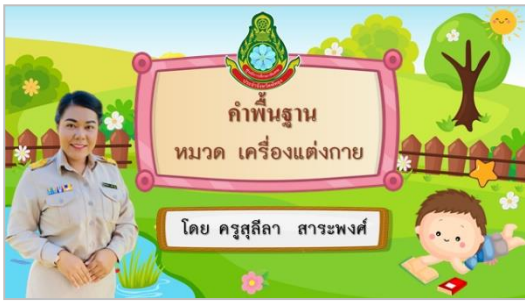 คำพื้นฐาน
หมวด เครื่องแต่งกาย
โดย ครูสุลีลา สาระพงศ์